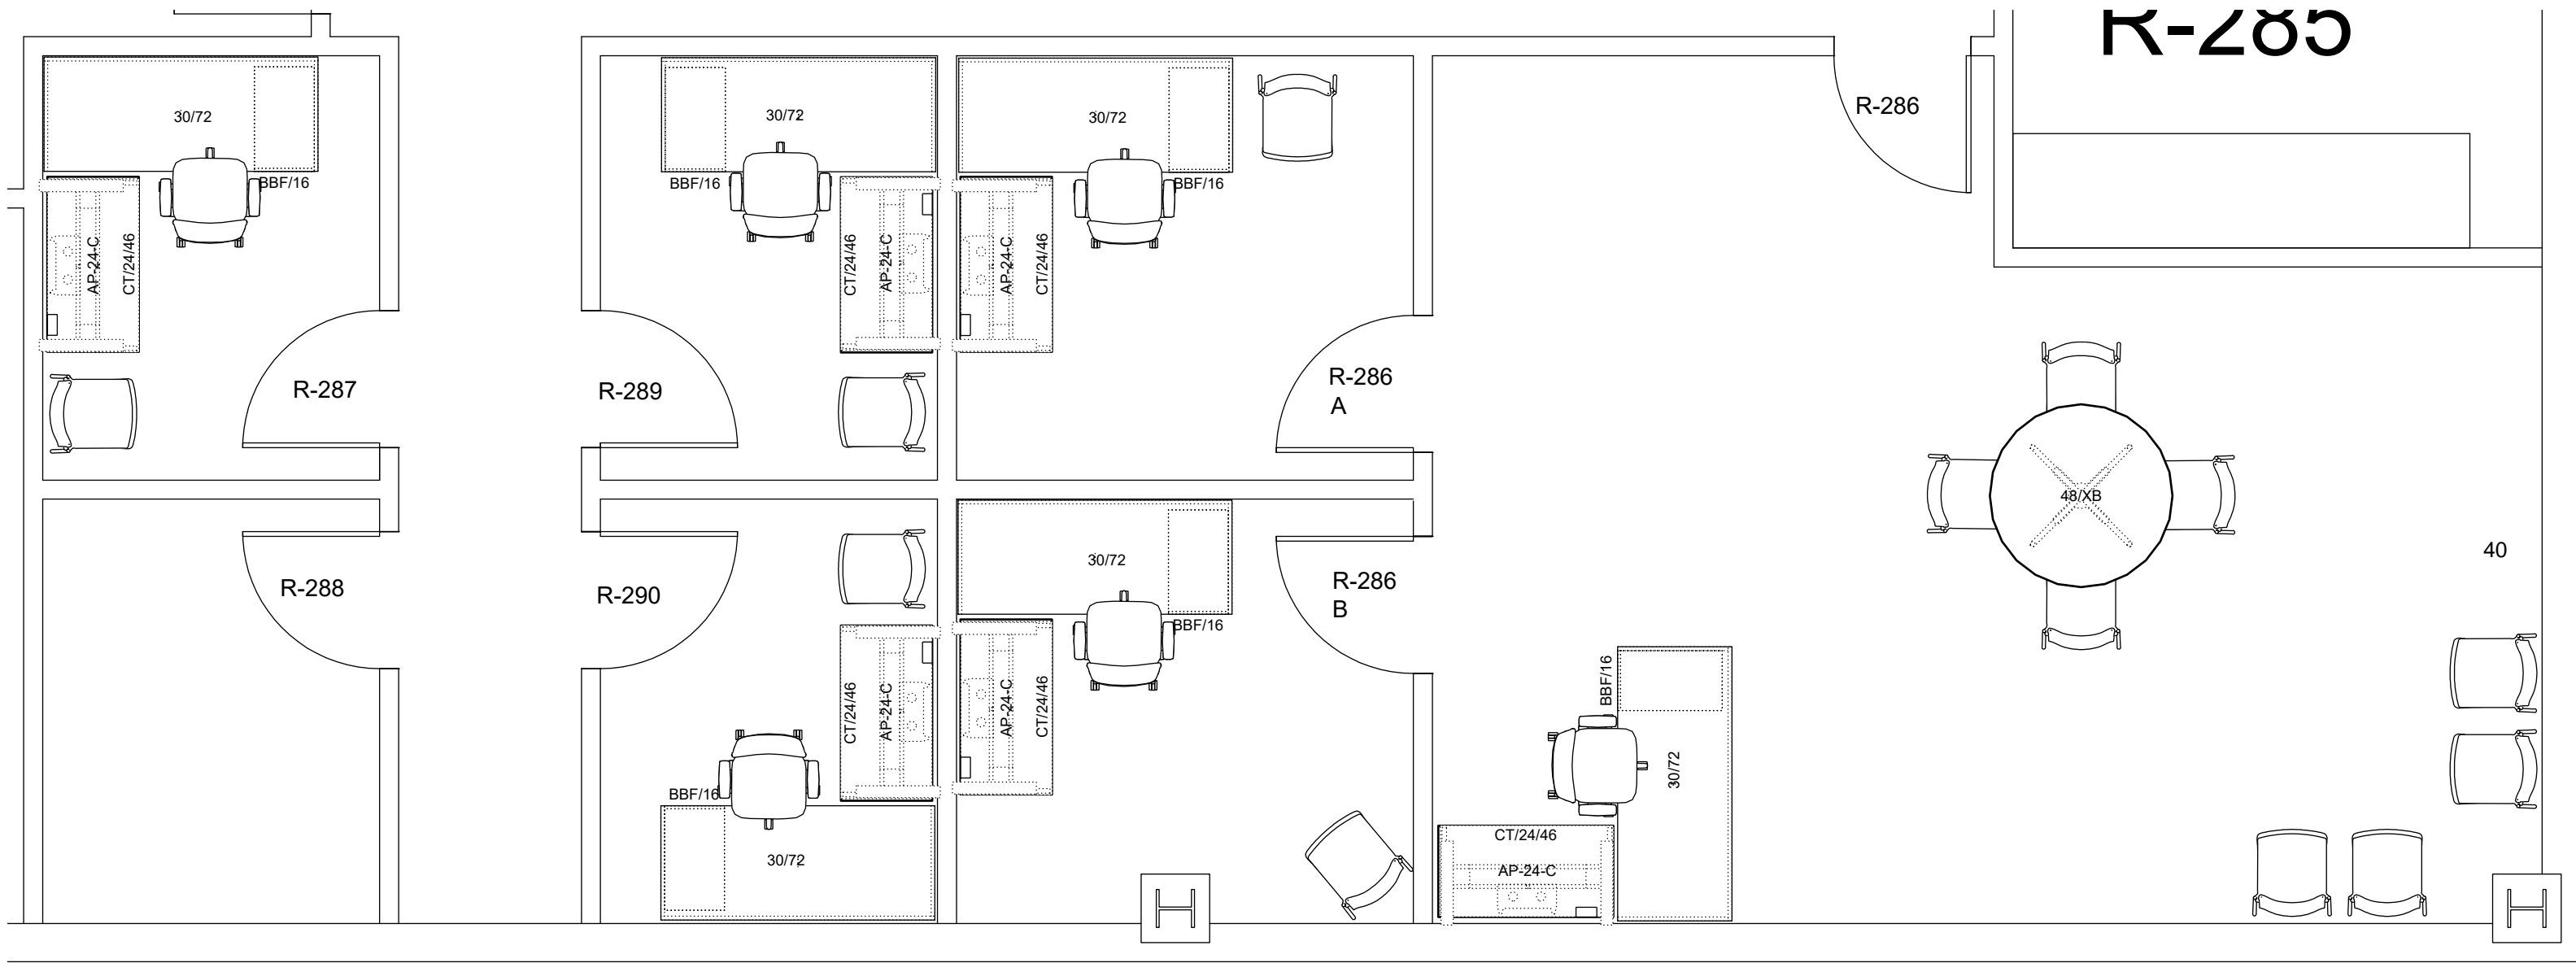 R-285
R-286
30/72
BBF/16
AP-24-C
CT/24/46
R-287
30/72
BBF/16
CT/24/46
AP-24-C
R-289
30/72
BBF/16
AP-24-C
CT/24/46
R-286
A
48/XB
40
R-288
R-290
CT/24/46
AP-24-C
BBF/16
30/72
30/72
BBF/16
AP-24-C
CT/24/46
R-286
B
BBF/16
30/72
CT/24/46
AP-24-C